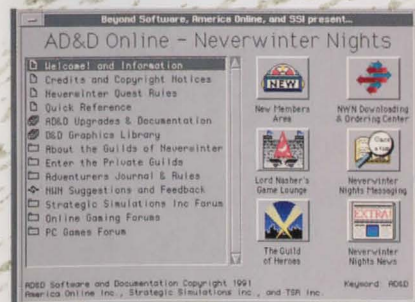 Beyond Software, America Online, and SSI present...
AD&D Online - Neverwinter Nights
Welcome! and Information
Credits and Copyright Notices
Neverwinter Quest Rules
Quick Reference
AD&D Upgrades & Documentation
D&D Graphics Library
About the Guilds of Neverwinter
Enter the Private Guilds
Adventurers Journal & Rules
NWN Suggestions and Feedback
Strategic Simulations Inc Forum
Online Gaming Forums
PC Games Forum
NEW
New Members
Area
NWN Downloading
& Ordering Center
Lord Nasher's
Game Lounge
Neverwinter
Nights Messaging
The Guild
of Heroes
EXTRA!
Neverwinter
Nights News
AD&D Software and Documentation Copyright 1991
America Online Inc., Strategic Simulations Inc., and TSR Inc.
Keyword: AD&D